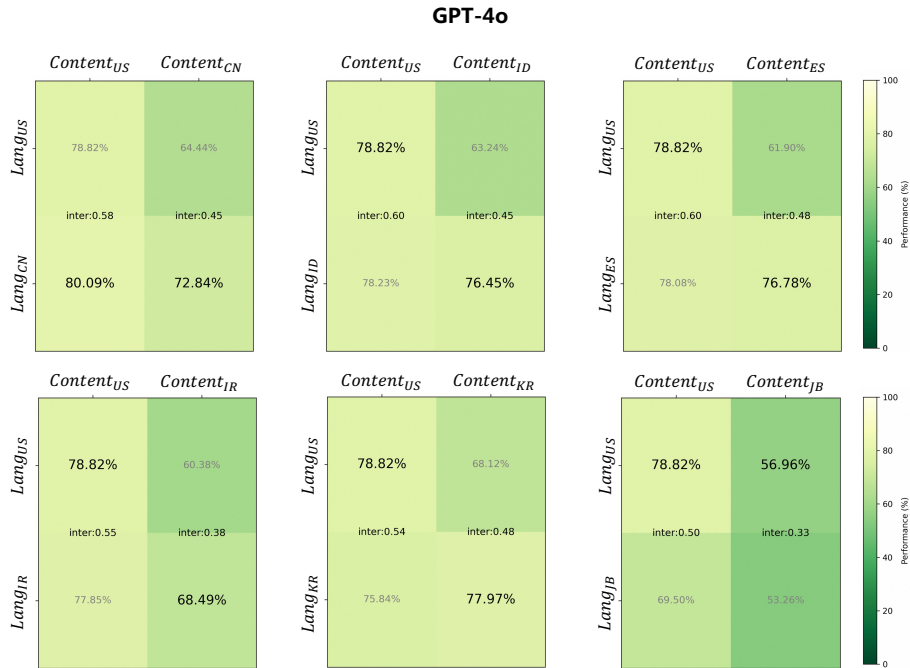 GPT-4o
Content_US Content_CN
Lang_US
78.82% 64.44%
inter:0.58 inter:0.45
Lang_CN
80.09% 72.84%
Content_US Content_ID
Lang_US
78.82% 63.24%
inter:0.60 inter:0.45
Lang_ID
78.23% 76.45%
Content_US Content_ES
Lang_US
78.82% 61.90%
inter:0.60 inter:0.48
Lang_ES
78.08% 76.78%
100
80
60
40
20
0
Performance (%)
Content_US Content_IR
Lang_US
78.82% 60.38%
inter:0.55 inter:0.38
Lang_IR
77.85% 68.49%
Content_US Content_KR
Lang_US
78.82% 68.12%
inter:0.54 inter:0.48
Lang_KR
75.84% 77.97%
Content_US Content_JB
Lang_US
78.82% 56.96%
inter:0.50 inter:0.33
Lang_JB
69.50% 53.26%
100
80
60
40
20
0
Performance (%)